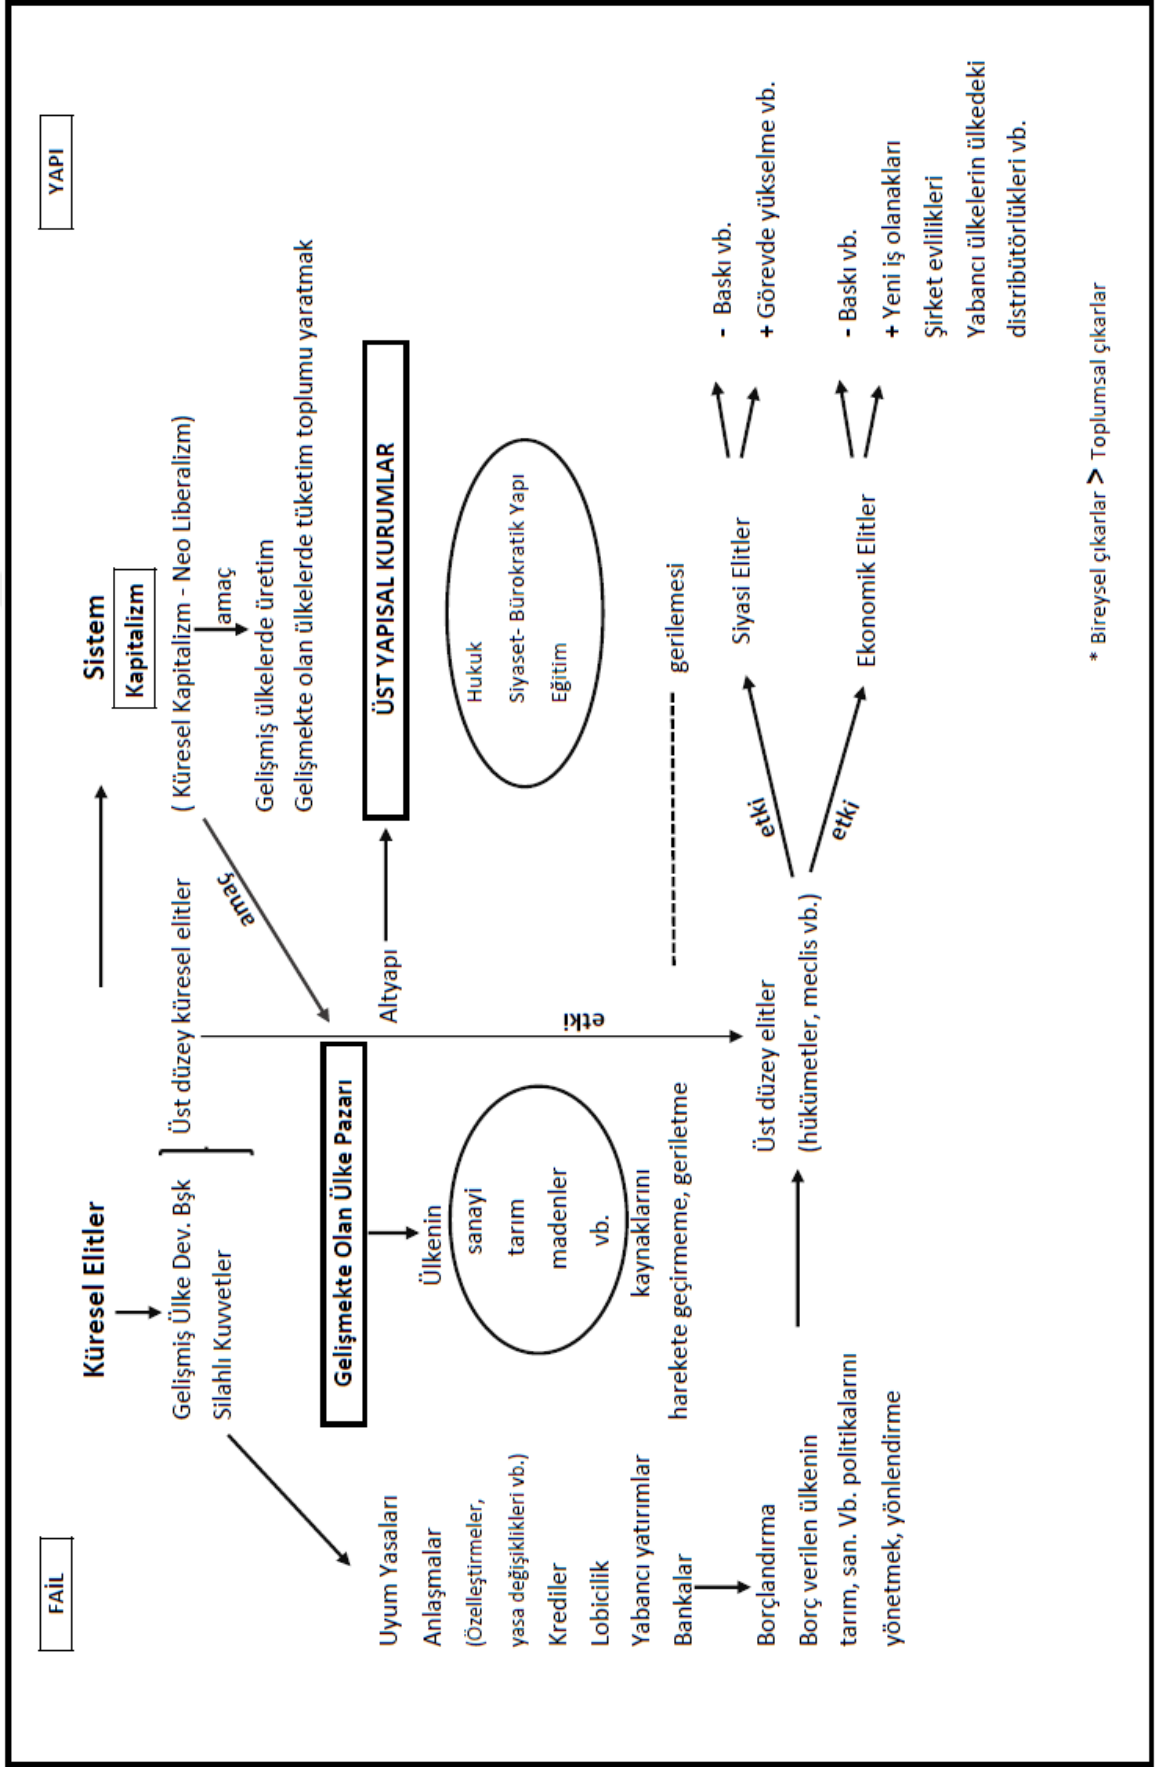 FAİL
YAPI
Küresel Elitler
Sistem
Kapitalizm
Gelişmiş Ülke Dev. Bşk
Silahlı Kuvvetler
Üst düzey küresel elitler
( Küresel Kapitalizm - Neo Liberalizm)
amaç
amaç
Gelişmiş ülkelerde üretim
Gelişmekte olan ülkelerde tüketim toplumu yaratmak
Gelişmekte Olan Ülke Pazarı
Altyapı
ÜST YAPISAL KURUMLAR
Uyum Yasaları
Anlaşmalar
(Özelleştirmeler,
yasa değişiklikleri vb.)
Krediler
Lobicilik
Yabancı yatırımlar
Bankalar
Ülkenin
sanayi
tarım
madenler
vb.
kaynaklarını
harekete geçirmeme, geriletme
etki
Hukuk
Siyaset- Bürokratik Yapı
Eğitim
gerilemesi
Borçlandırma
Borç verilen ülkenin
tarım, san. Vb. politikalarını
yönetmek, yönlendirme
Üst düzey elitler
(hükümetler, meclis vb.)
etki
etki
Siyasi Elitler
Ekonomik Elitler
- Baskı vb.
+ Görevde yükselme vb.
- Baskı vb.
+ Yeni iş olanakları
Şirket evlilikleri
Yabancı ülkelerin ülkedeki
distribütörlükleri vb.
* Bireysel çıkarlar > Toplumsal çıkarlar